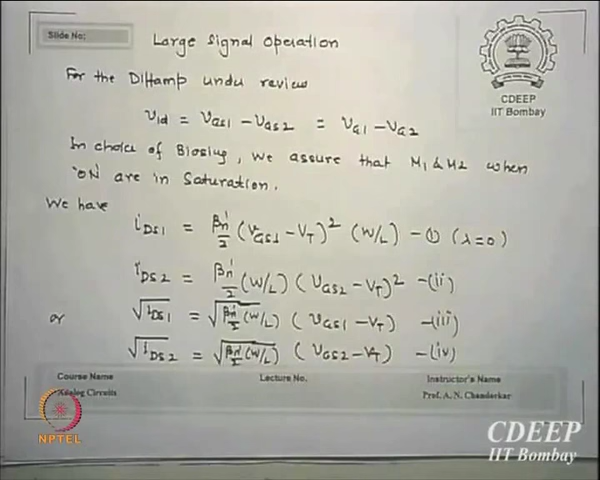 Slide No:
Large Signal Operation
CDEEP
IIT Bombay
For the Diffamp under review
vid = vGS1 − vGS2 = vG1 − vG2
In choice of Biasing, We assure that M1 & M2 when
'ON' are in Saturation.
We have
iDS1 = βn'/2 (vGS1 − VT)² (W/L) — (i) (λ=0)
iDS2 = βn'/2 (W/L) (vGS2 − VT)² —(ii)
or √iDS1 = √(βn'/2 (W/L)) (vGS1 − VT) —(iii)
√iDS2 = √(βn'/2 (W/L)) (vGS2 − VT) —(iv)
Course Name Lecture No. Instructor's Name
Analog Circuits Prof. A. N. Chandorkar
NPTEL
CDEEP
IIT Bombay